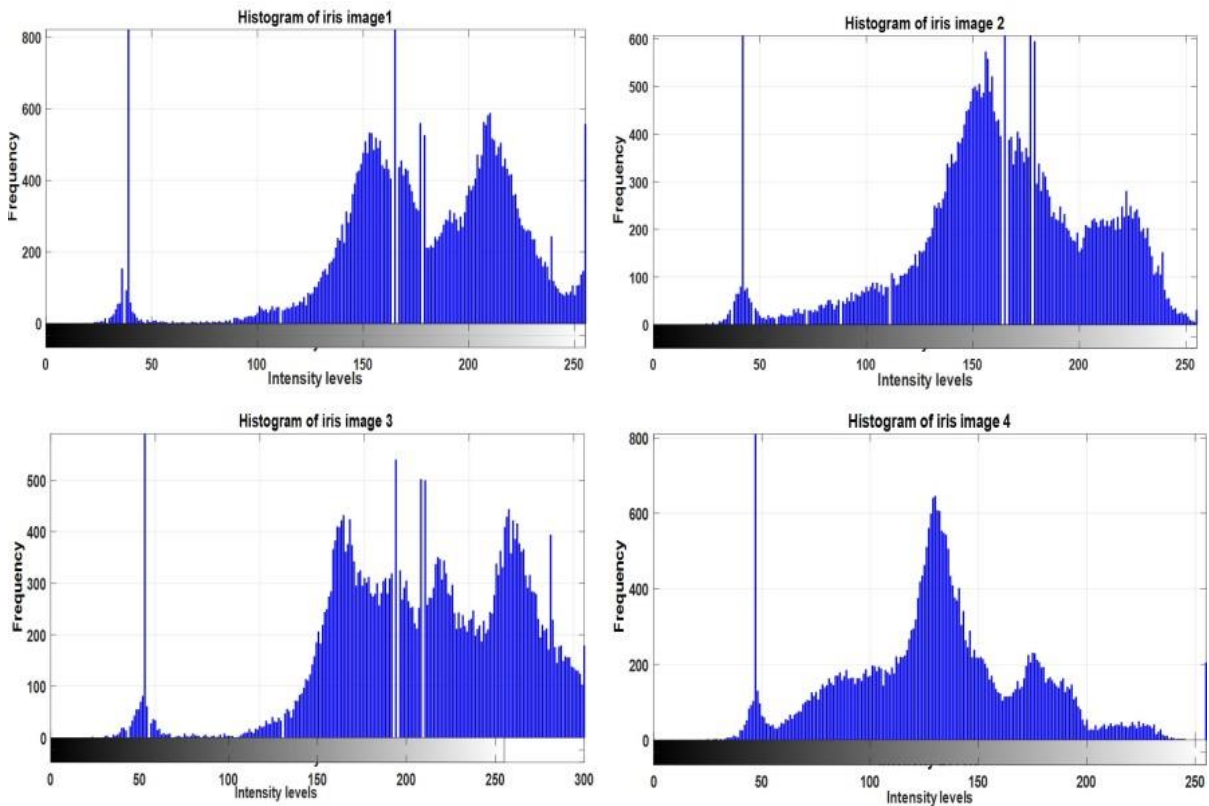 Histogram of iris image1
800
600
400
200
0
Frequency
0 50 100 150 200 250
Intensity levels
Histogram of iris image 2
600
500
400
300
200
100
0
Frequency
0 50 100 150 200 250
Intensity levels
Histogram of iris image 3
500
400
300
200
100
0
Frequency
0 50 100 150 200 250 300
Intensity levels
Histogram of iris image 4
800
600
400
200
0
Frequency
0 50 100 150 200 250
Intensity levels